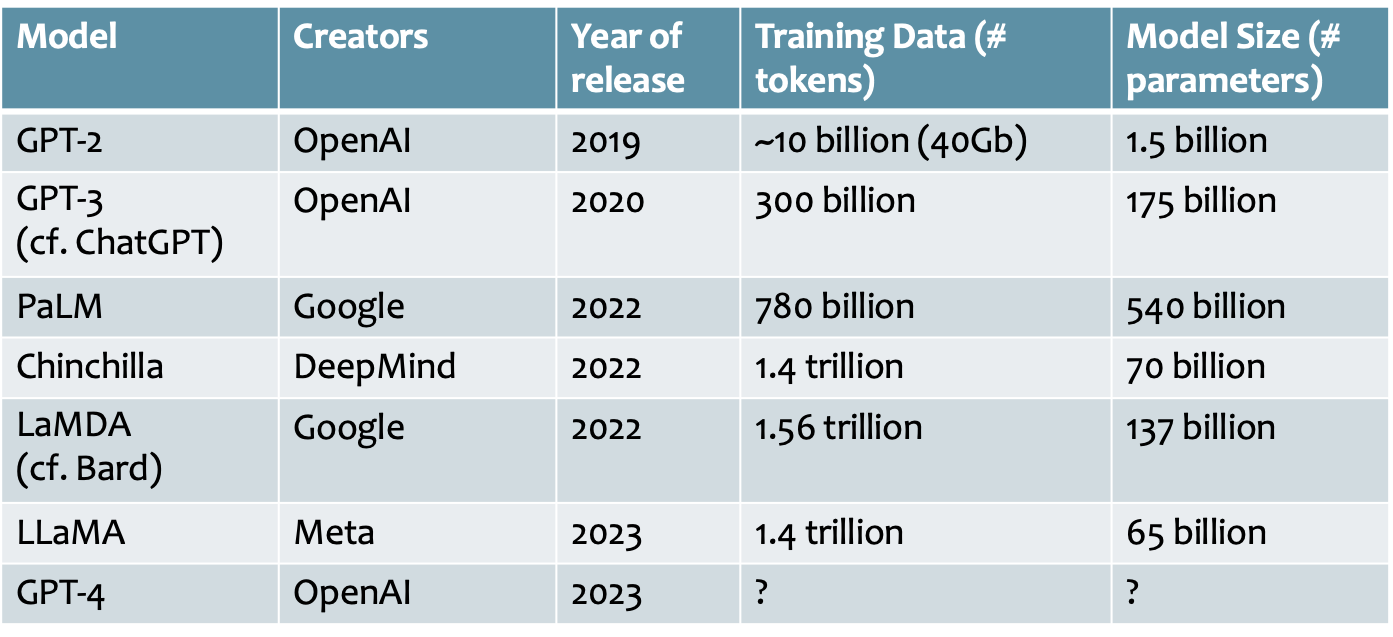 Model Creators Year of release Training Data (# tokens) Model Size (# parameters)
GPT-2 OpenAI 2019 ~10 billion (40Gb) 1.5 billion
GPT-3 (cf. ChatGPT) OpenAI 2020 300 billion 175 billion
PaLM Google 2022 780 billion 540 billion
Chinchilla DeepMind 2022 1.4 trillion 70 billion
LaMDA (cf. Bard) Google 2022 1.56 trillion 137 billion
LLaMA Meta 2023 1.4 trillion 65 billion
GPT-4 OpenAI 2023 ? ?